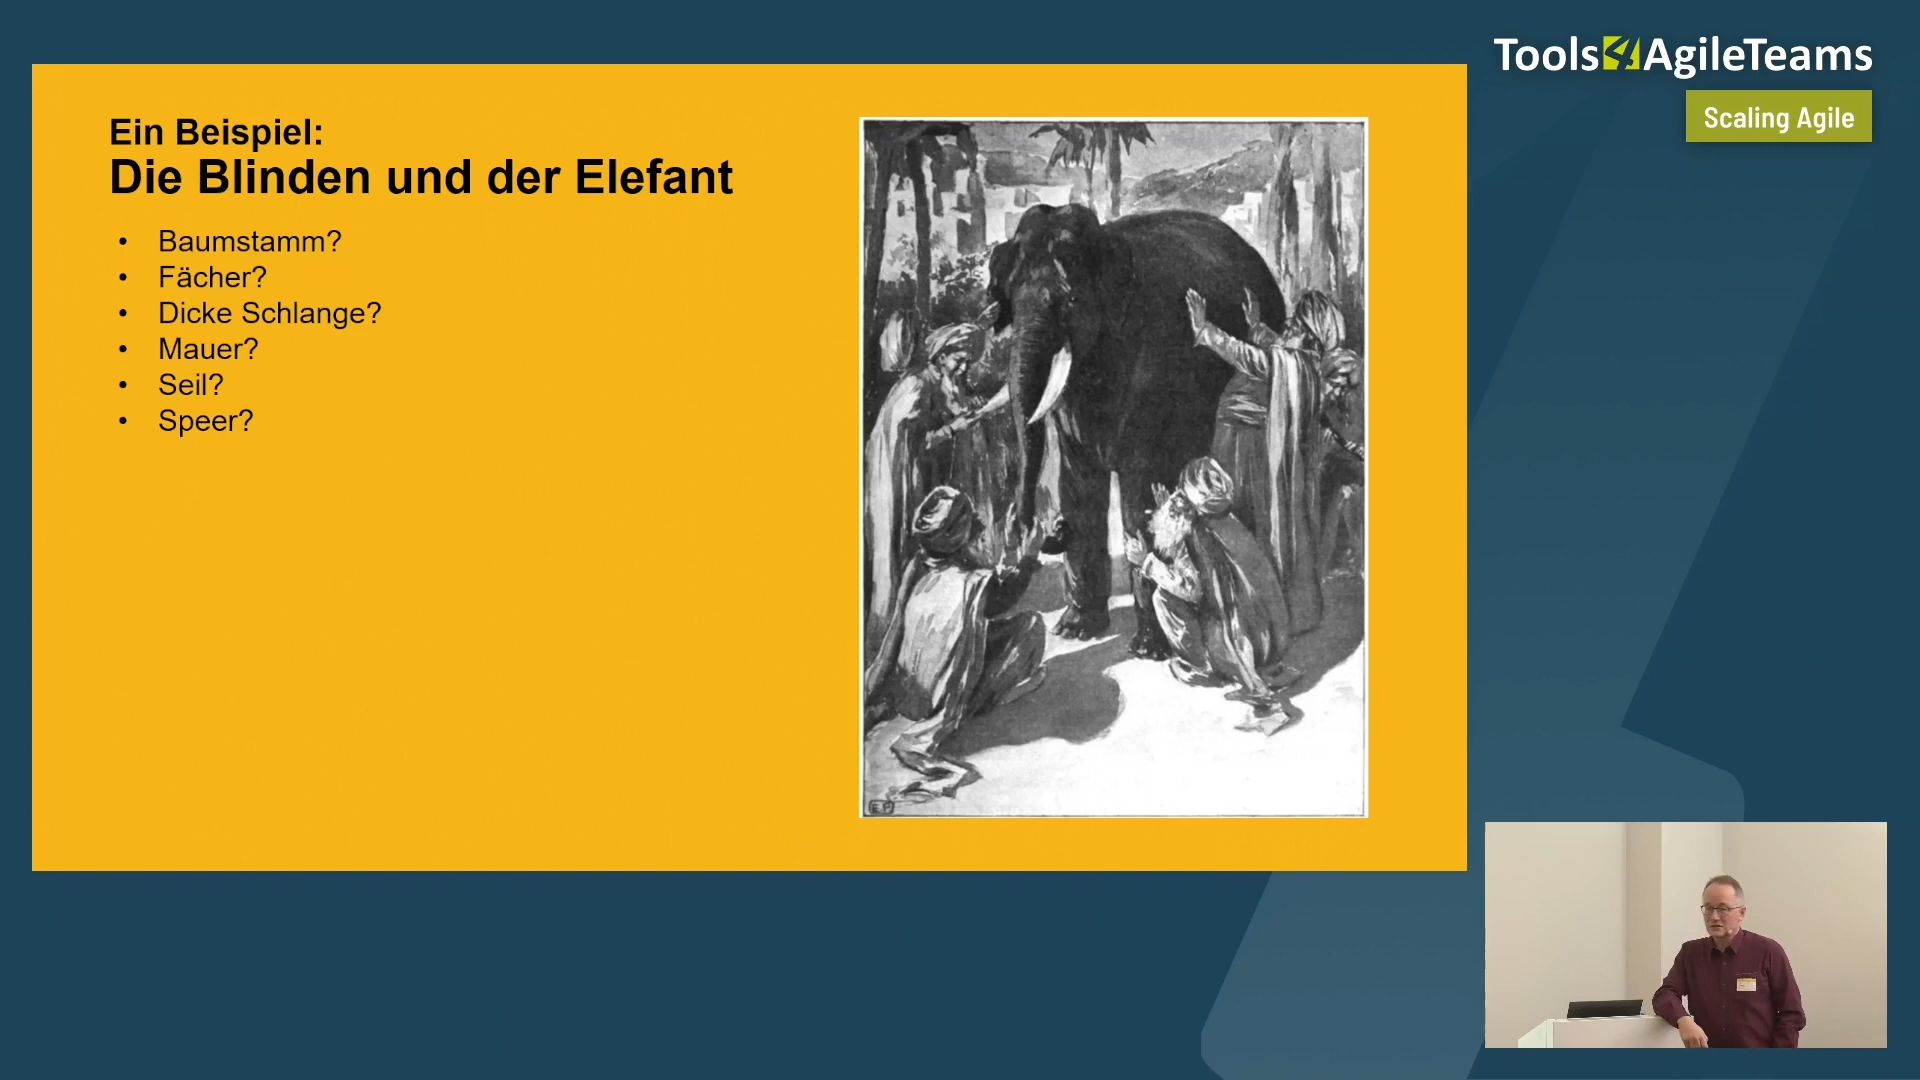 Tools4AgileTeams
Scaling Agile
Ein Beispiel:
Die Blinden und der Elefant
• Baumstamm?
• Fächer?
• Dicke Schlange?
• Mauer?
• Seil?
• Speer?